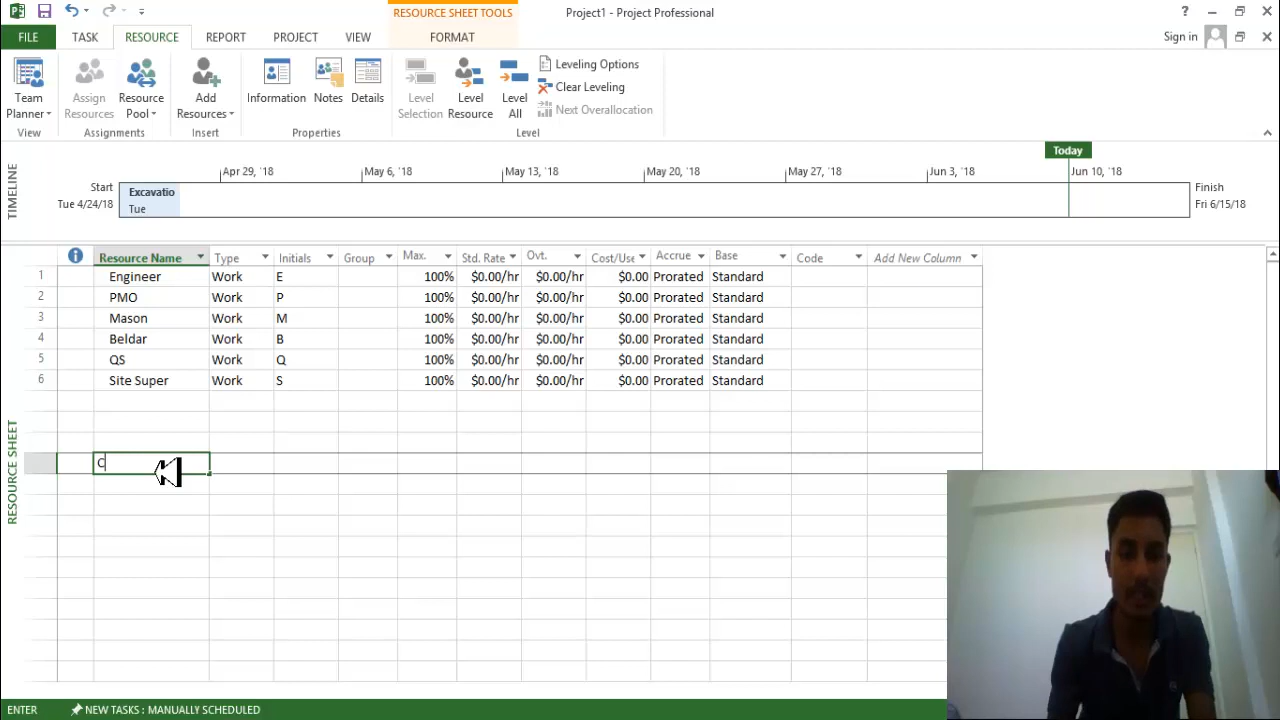 RESOURCE SHEET TOOLS
Project1 - Project Professional
?
FILE TASK RESOURCE REPORT PROJECT VIEW FORMAT
Sign in
Team Planner
View
Assign Resources
Resource Pool
Assignments
Add Resources
Insert
Information
Notes
Details
Properties
Level Selection
Level Resource
Level All
Leveling Options
Clear Leveling
Next Overallocation
Level
TIMELINE
Today
Apr 29, '18 May 6, '18 May 13, '18 May 20, '18 May 27, '18 Jun 3, '18 Jun 10, '18
Start
Tue 4/24/18
Excavatio
Tue
Finish
Fri 6/15/18
RESOURCE SHEET
Resource Name Type Initials Group Max. Std. Rate Ovt. Cost/Use Accrue Base Code Add New Column
1 Engineer Work E 100% $0.00/hr $0.00/hr $0.00 Prorated Standard
2 PMO Work P 100% $0.00/hr $0.00/hr $0.00 Prorated Standard
3 Mason Work M 100% $0.00/hr $0.00/hr $0.00 Prorated Standard
4 Beldar Work B 100% $0.00/hr $0.00/hr $0.00 Prorated Standard
5 QS Work Q 100% $0.00/hr $0.00/hr $0.00 Prorated Standard
6 Site Super Work S 100% $0.00/hr $0.00/hr $0.00 Prorated Standard
C
ENTER NEW TASKS : MANUALLY SCHEDULED